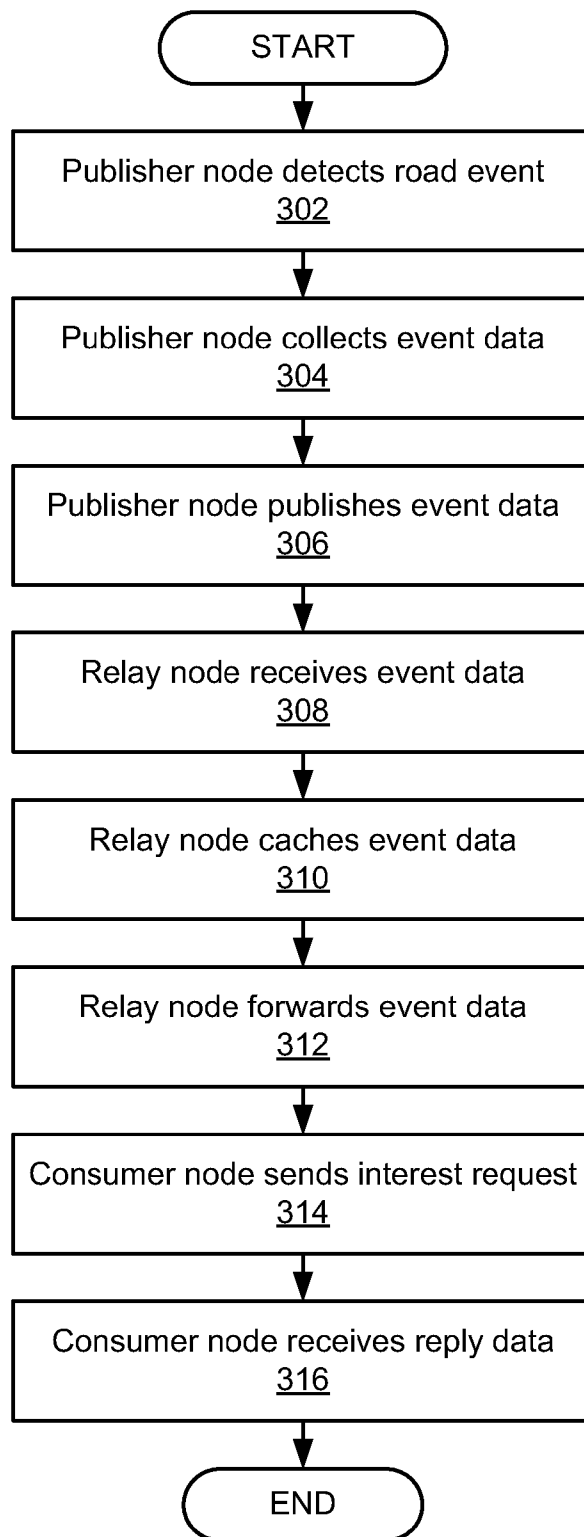 START
Publisher node detects road event
302
Publisher node collects event data
304
Publisher node publishes event data
306
Relay node receives event data
308
Relay node caches event data
310
Relay node forwards event data
312
Consumer node sends interest request
314
Consumer node receives reply data
316
END